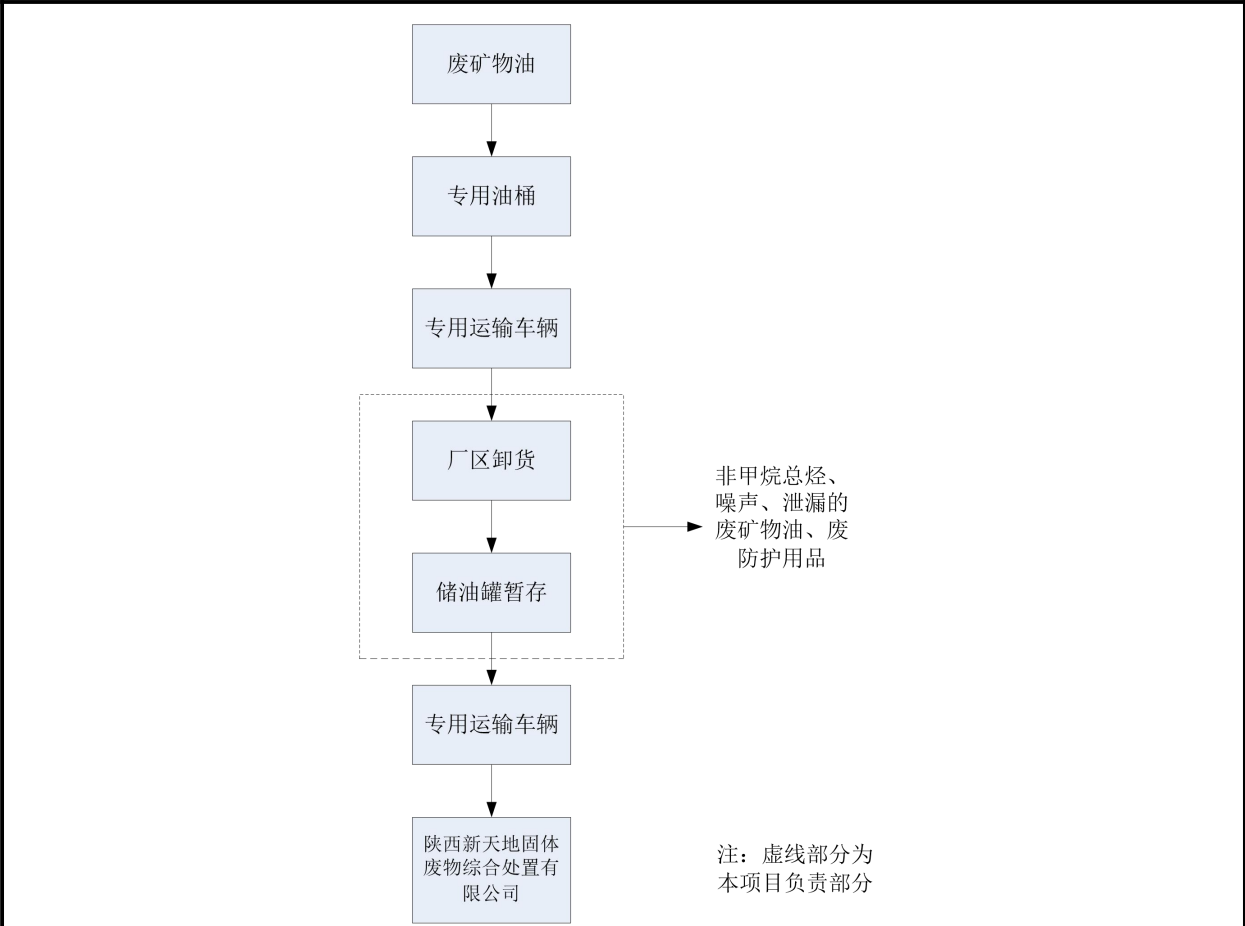 废矿物油
专用油桶
专用运输车辆
厂区卸货
非甲烷总烃、
噪声、泄漏的
废矿物油、废
防护用品
储油罐暂存
专用运输车辆
陕西新天地固体
废物综合处置有
限公司
注：虚线部分为
本项目负责部分